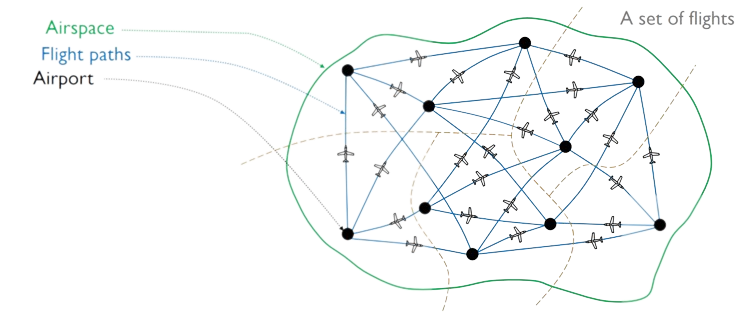 A set of flights
Airspace
Flight paths
Airport